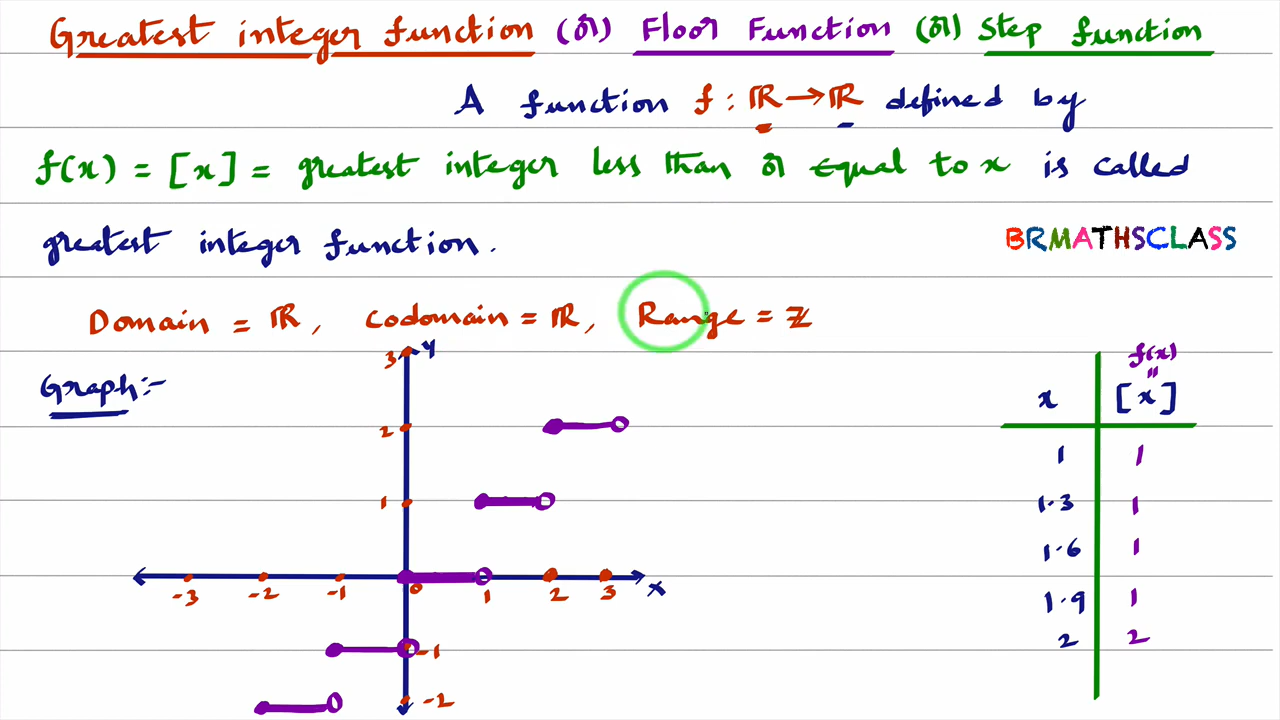 Greatest integer function (or) Floor Function (or) Step function
A function f : ℝ → ℝ defined by
f(x) = [x] = greatest integer less than or equal to x is called
greatest integer function.
BRMATHSCLASS
Domain = ℝ, codomain = ℝ, Range = ℤ
Graph:-
y
3
2
1
-3 -2 -1 0 1 2 3 x
-1
-2
f(x)
"
x [x]
1 1
1.3 1
1.6 1
1.9 1
2 2